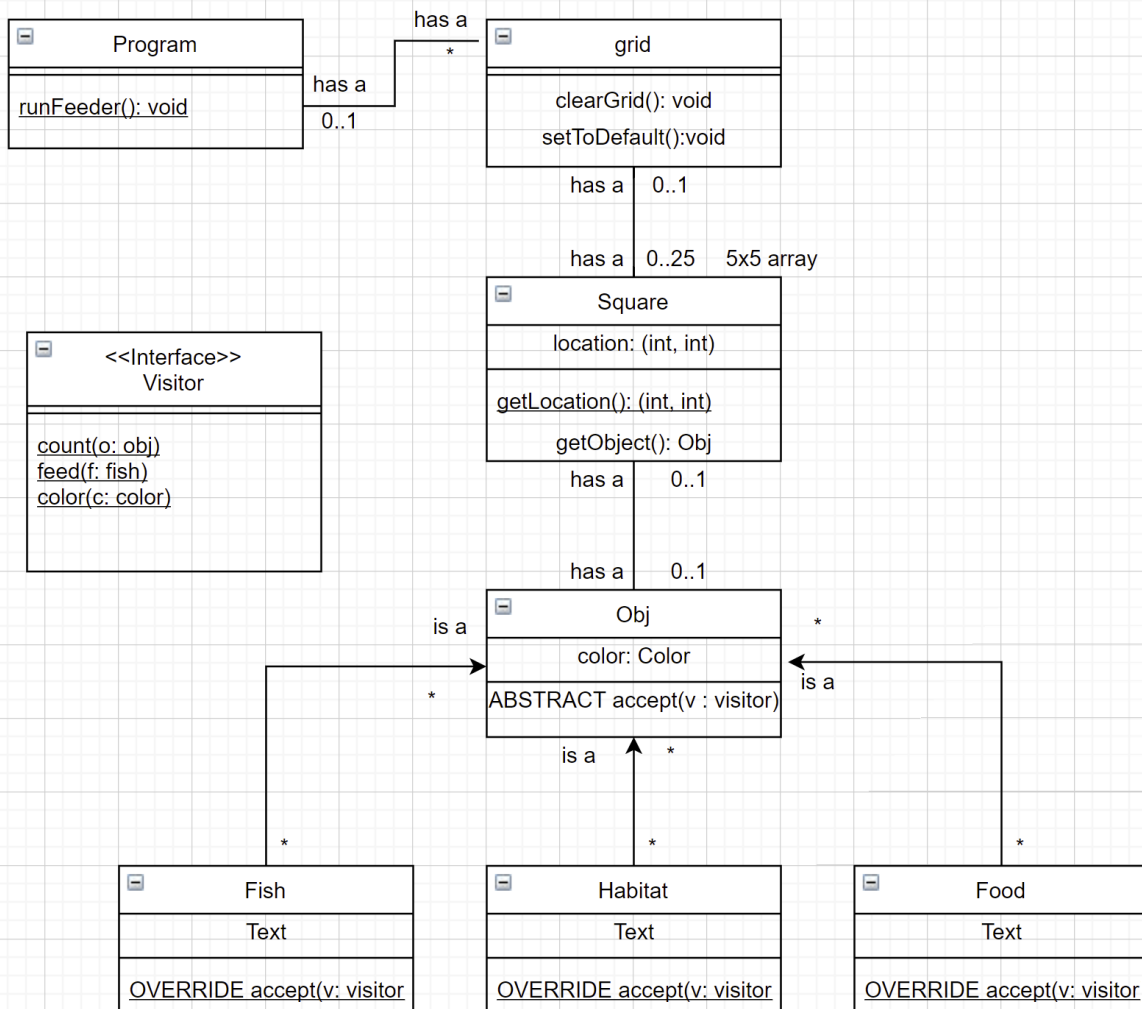 Program
runFeeder(): void
has a
0..1
has a
*
grid
clearGrid(): void
setToDefault():void
has a 0..1
has a 0..25 5x5 array
Square
location: (int, int)
getLocation(): (int, int)
getObject(): Obj
has a 0..1
<<Interface>>
Visitor
count(o: obj)
feed(f: fish)
color(c: color)
has a 0..1
Obj
color: Color
ABSTRACT accept(v : visitor)
is a
*
*
is a
is a *
*
*
*
Fish
Text
OVERRIDE accept(v: visitor
Habitat
Text
OVERRIDE accept(v: visitor
Food
Text
OVERRIDE accept(v: visitor